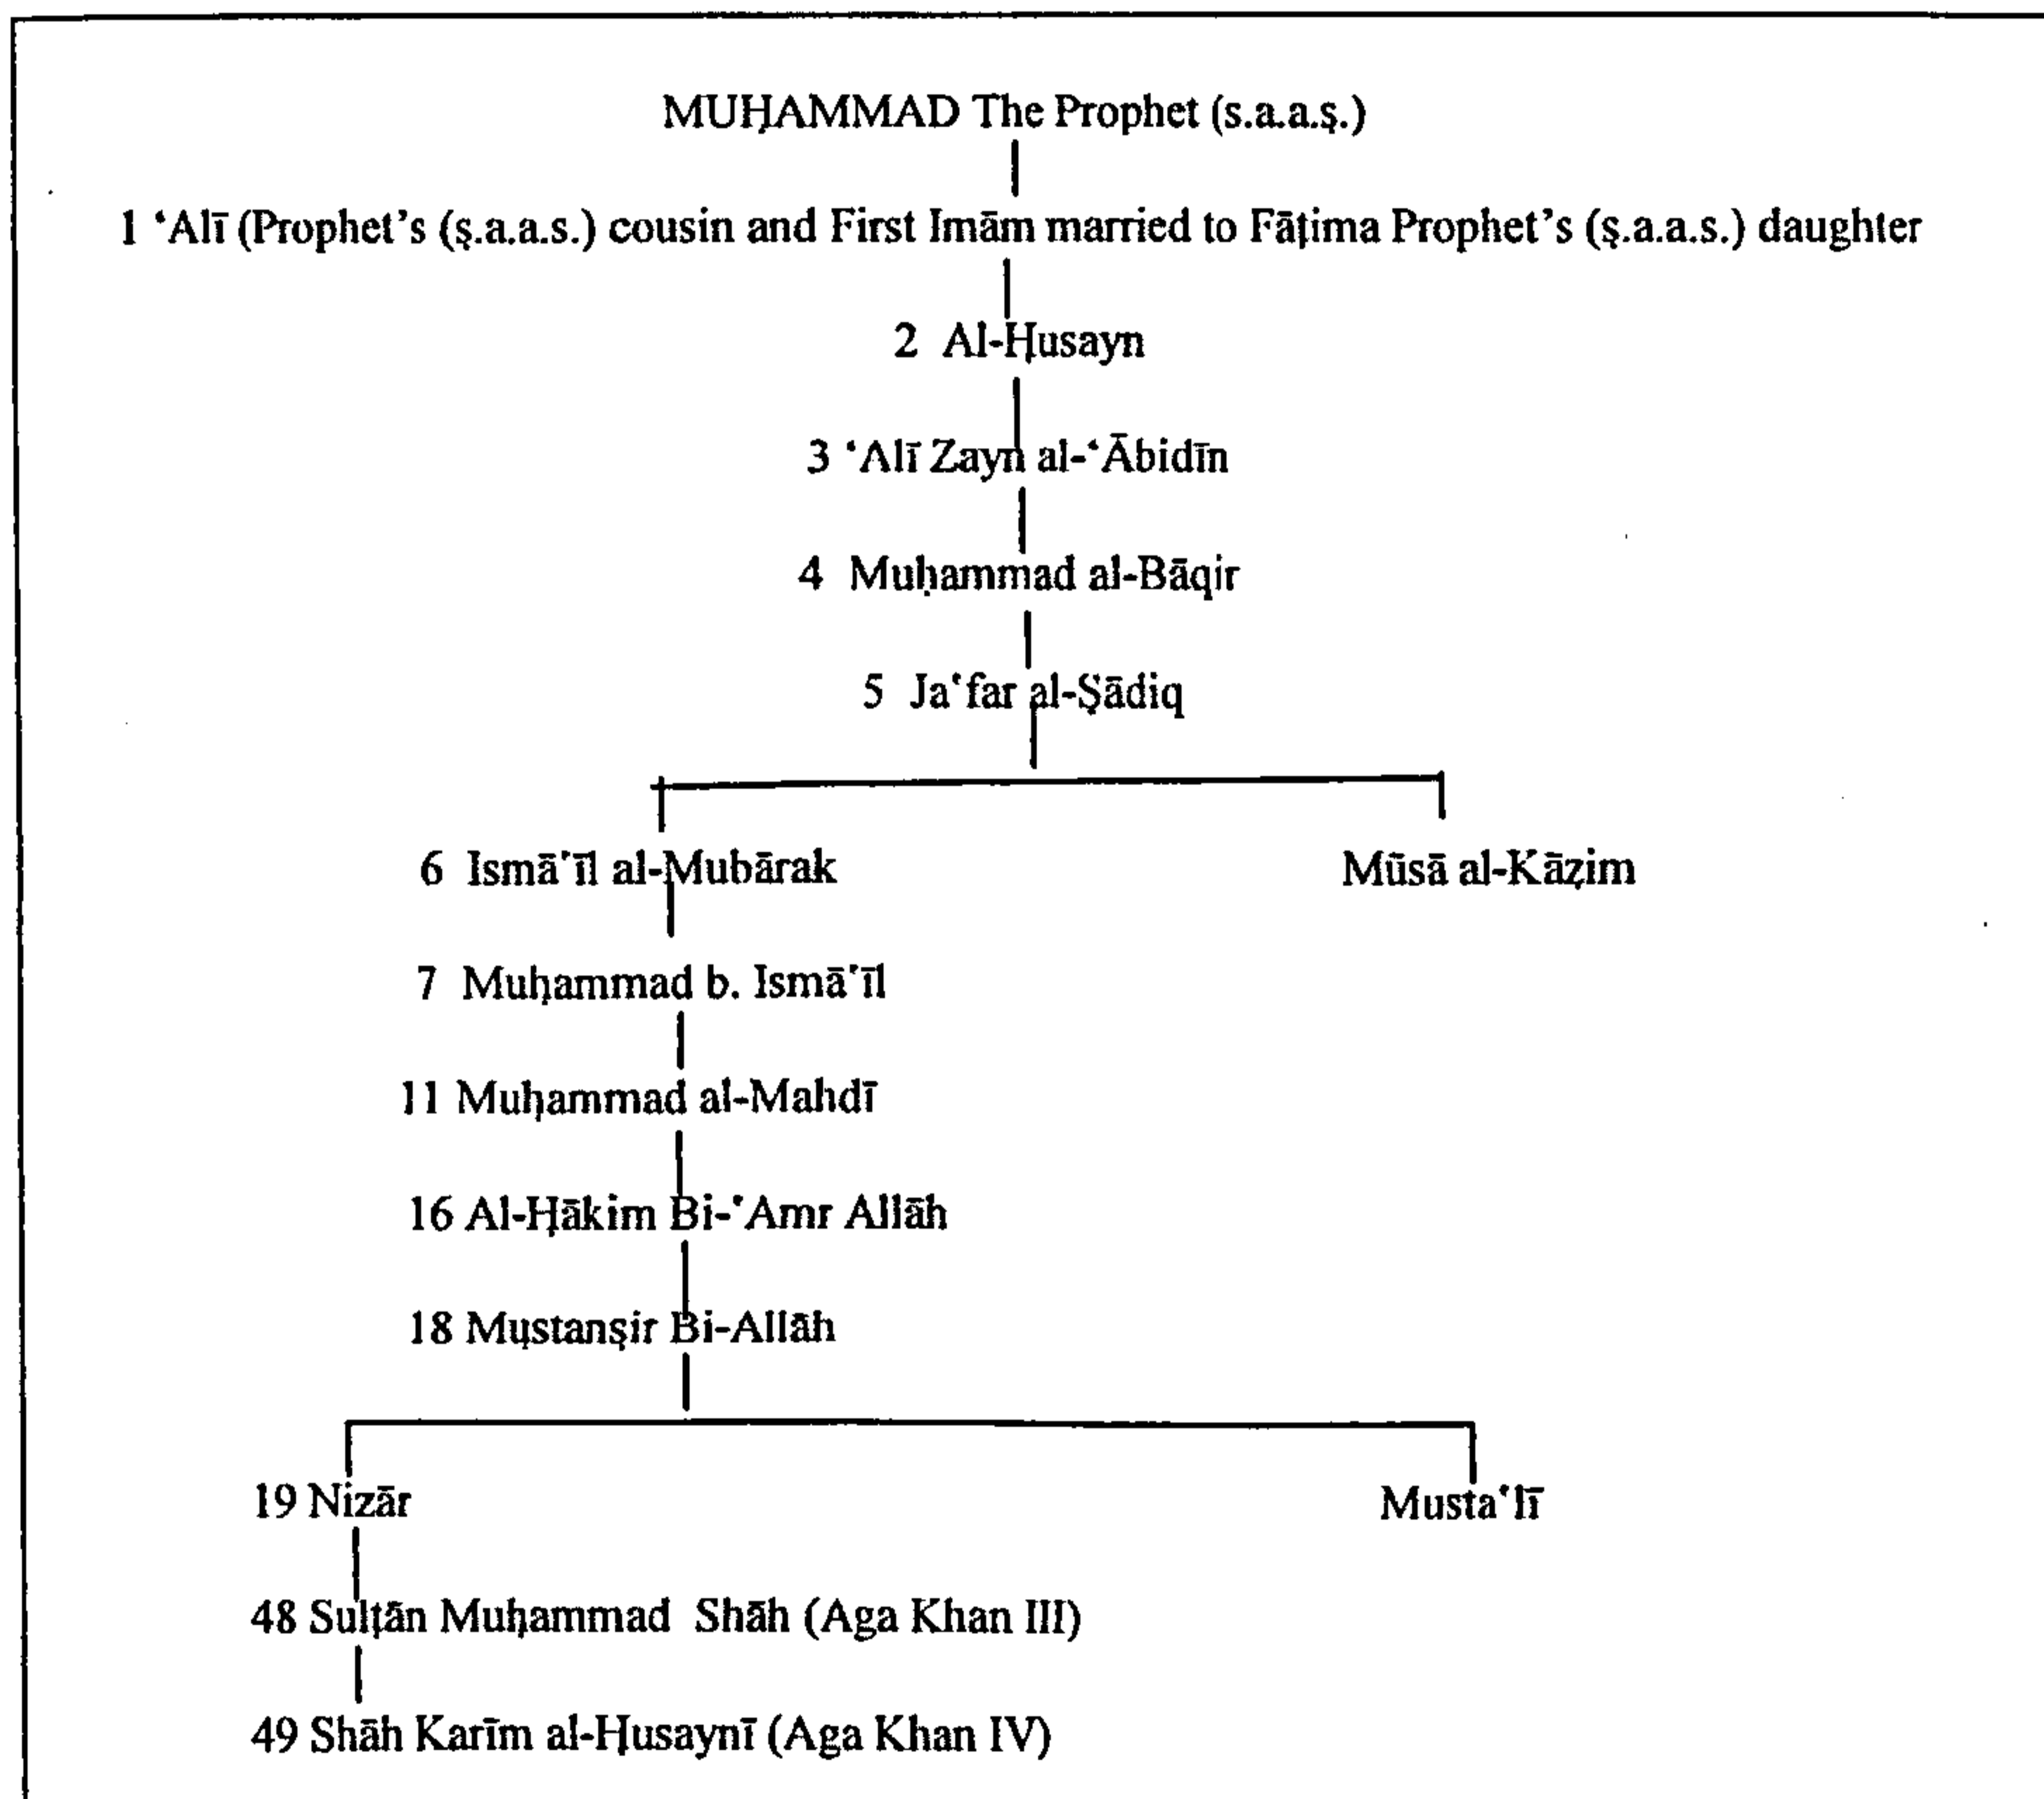 MUḤAMMAD The Prophet (s.a.a.ṣ.)
1 ‘Alī (Prophet’s (ṣ.a.a.s.) cousin and First Imām married to Fāṭima Prophet’s (ṣ.a.a.s.) daughter
2 Al-Ḥusayn
3 ‘Alī Zayn al-‘Ābidīn
4 Muḥammad al-Bāqir
5 Ja‘far al-Ṣādiq
6 Ismā‘īl al-Mubārak
Mūsā al-Kāẓim
7 Muḥammad b. Ismā‘īl
11 Muḥammad al-Mahdī
16 Al-Ḥākim Bi-’Amr Allāh
18 Mụstanṣir Bi-Allāh
19 Nizār
Musta‘lī
48 Sulṭān Muḥammad Shāh (Aga Khan III)
49 Shāh Karīm al-Ḥusaynī (Aga Khan IV)